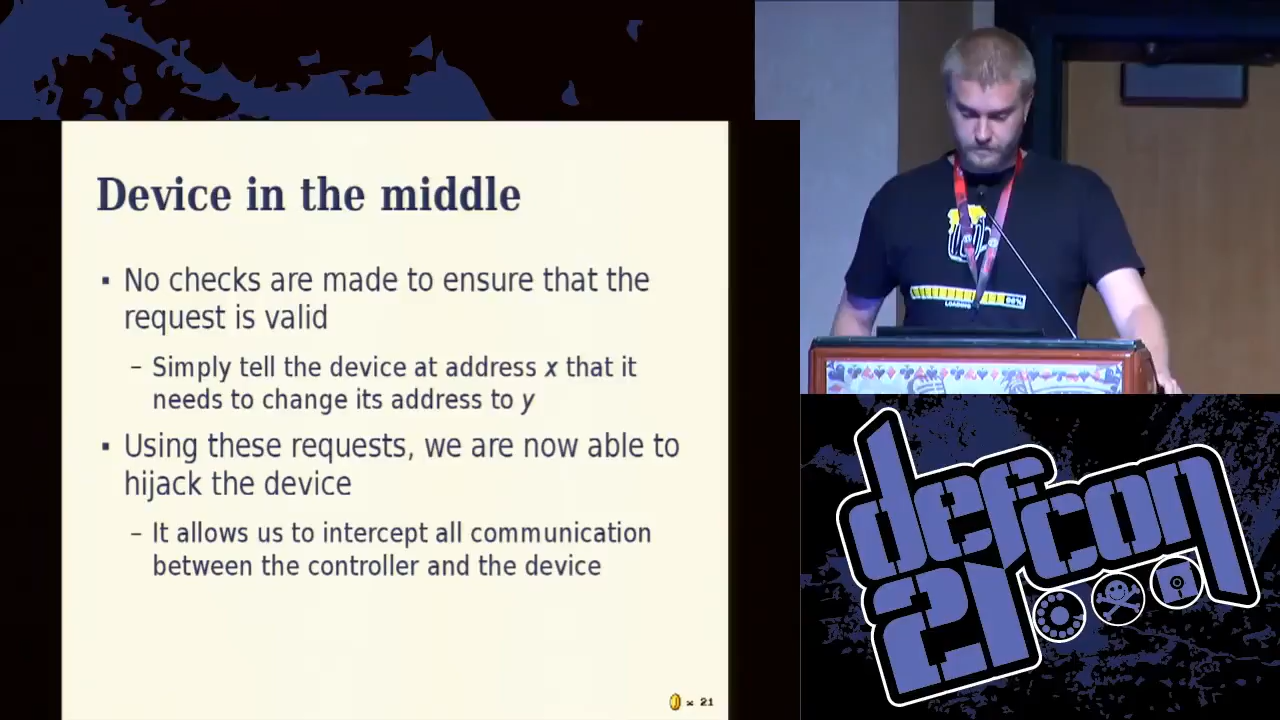 Device in the middle
▪ No checks are made to ensure that the
request is valid
– Simply tell the device at address x that it
needs to change its address to y
▪ Using these requests, we are now able to
hijack the device
– It allows us to intercept all communication
between the controller and the device
× 21
99%
LOADING
defcon
21